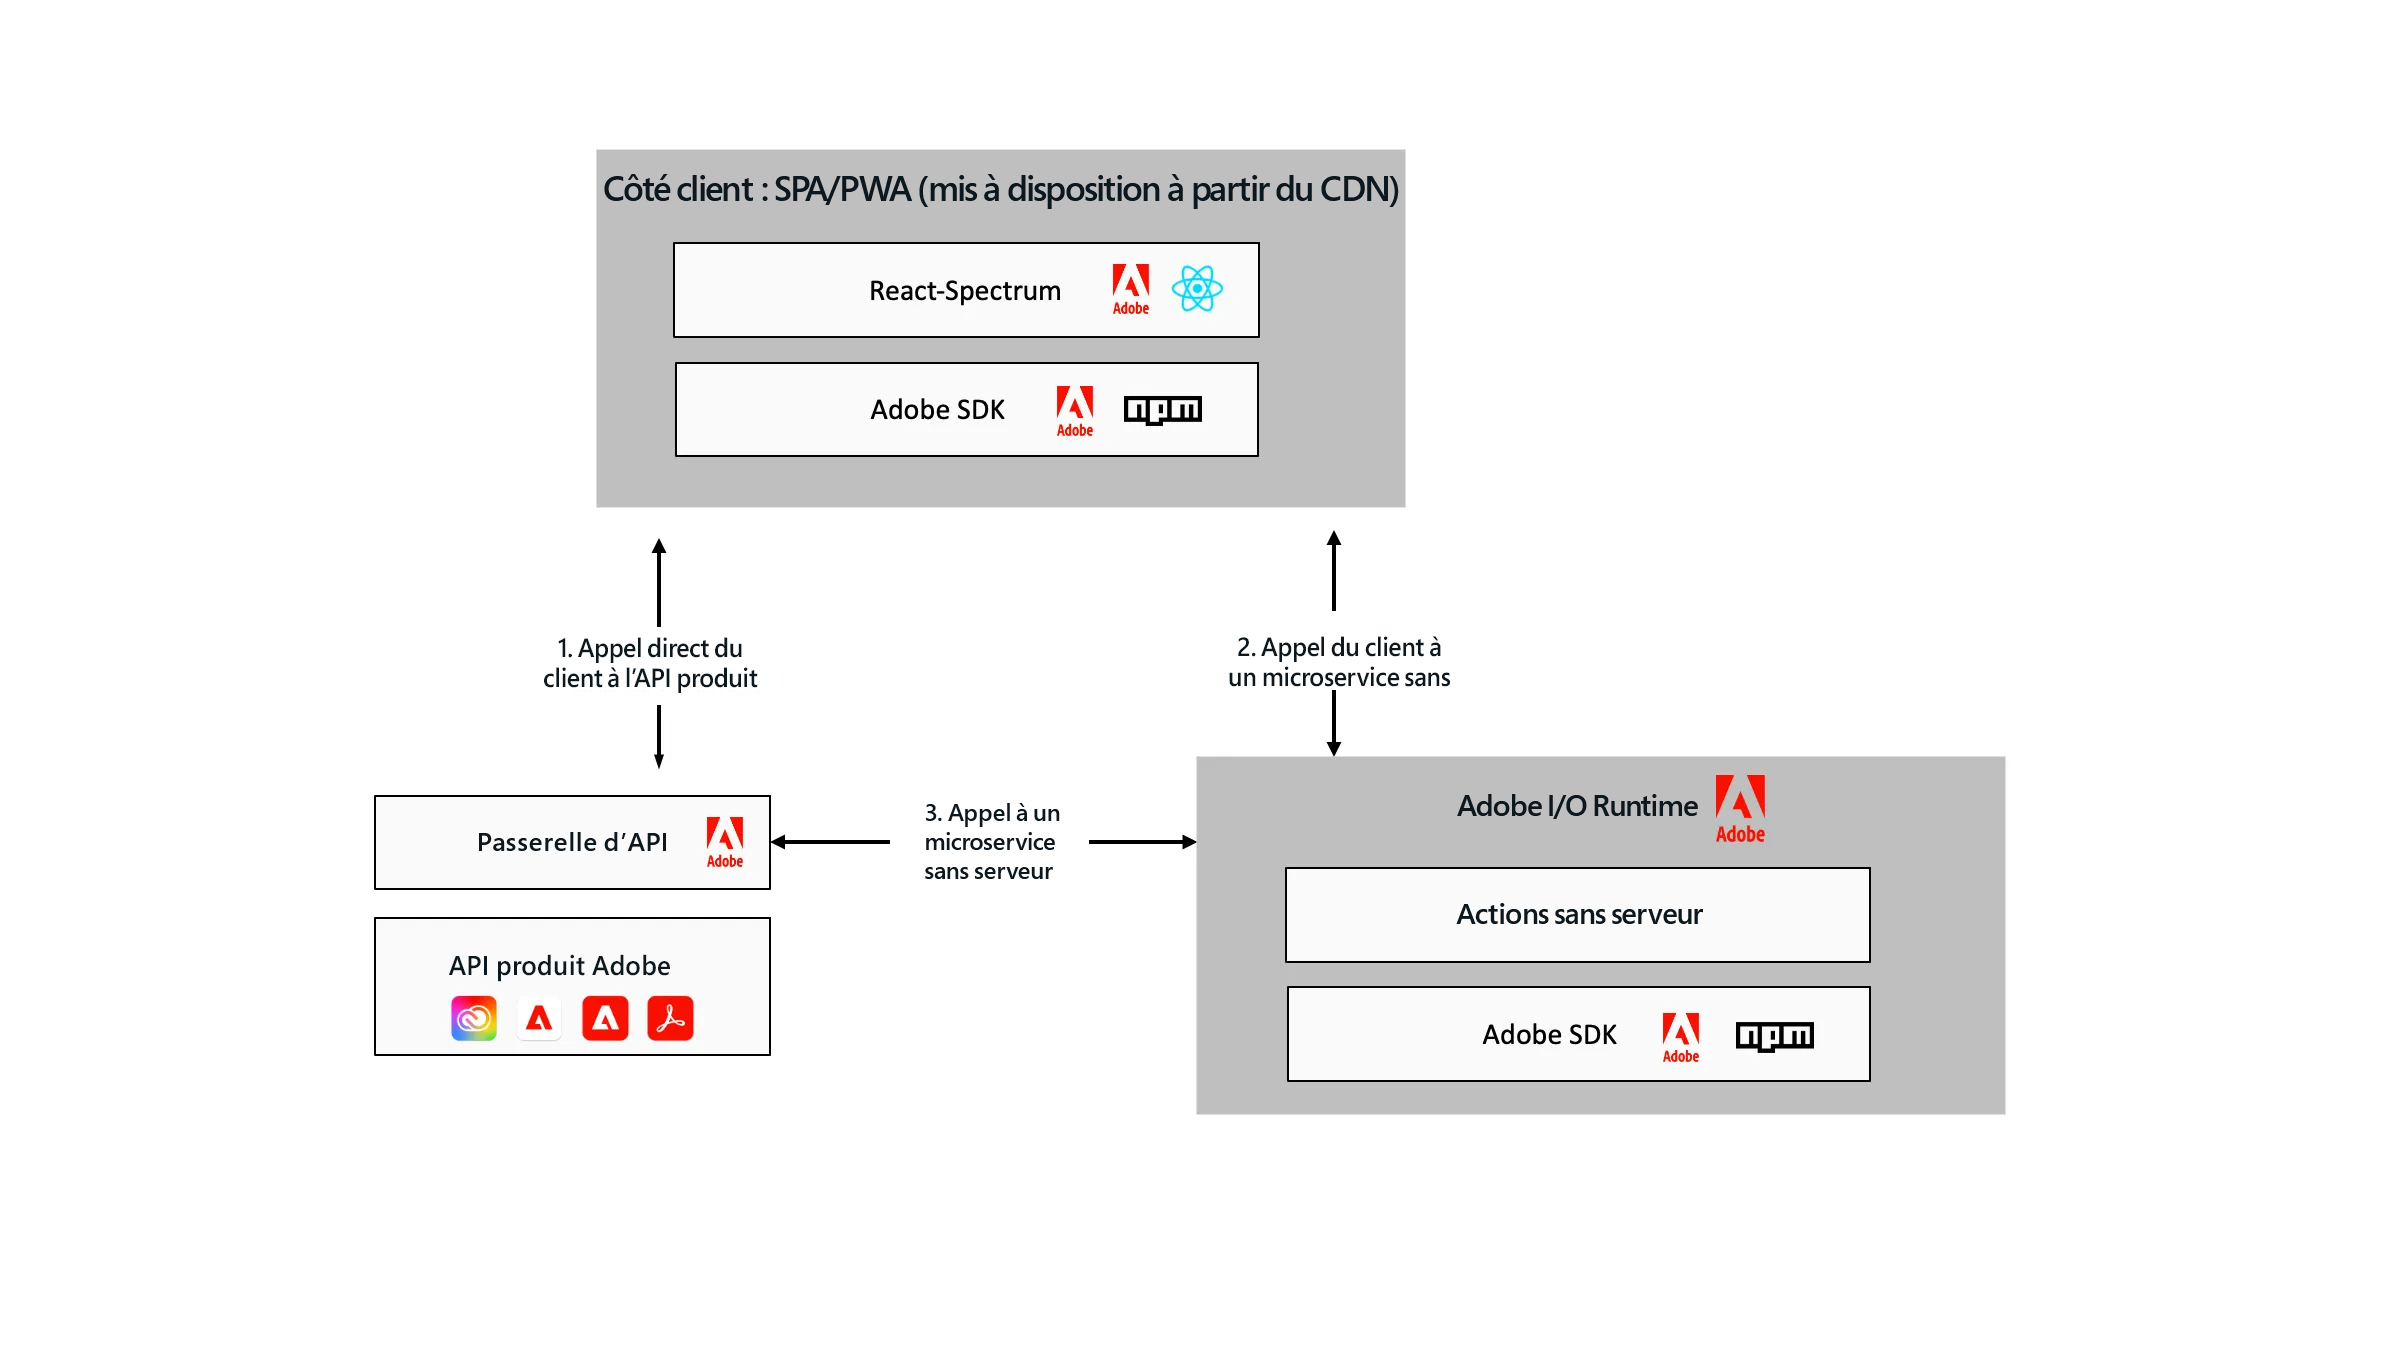 Côté client : SPA/PWA (mis à disposition à partir du CDN)
React-Spectrum
Adobe
Adobe SDK
Adobe
npm
1. Appel direct du
client à l’API produit
2. Appel du client à
un microservice sans
Passerelle d’API
Adobe
3. Appel à un
microservice
sans serveur
API produit Adobe
Adobe I/O Runtime
Adobe
Actions sans serveur
Adobe SDK
Adobe
npm